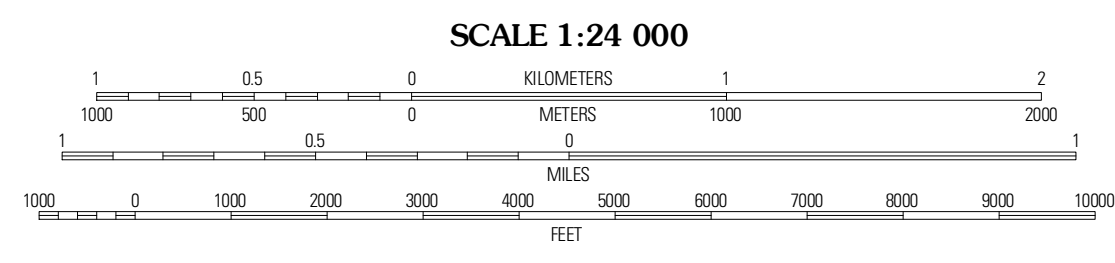 SCALE 1:24 000
1 0.5 0 KILOMETERS 1 2
1000 500 0 METERS 1000 2000
1 0.5 0 1
MILES
1000 0 1000 2000 3000 4000 5000 6000 7000 8000 9000 10000
FEET